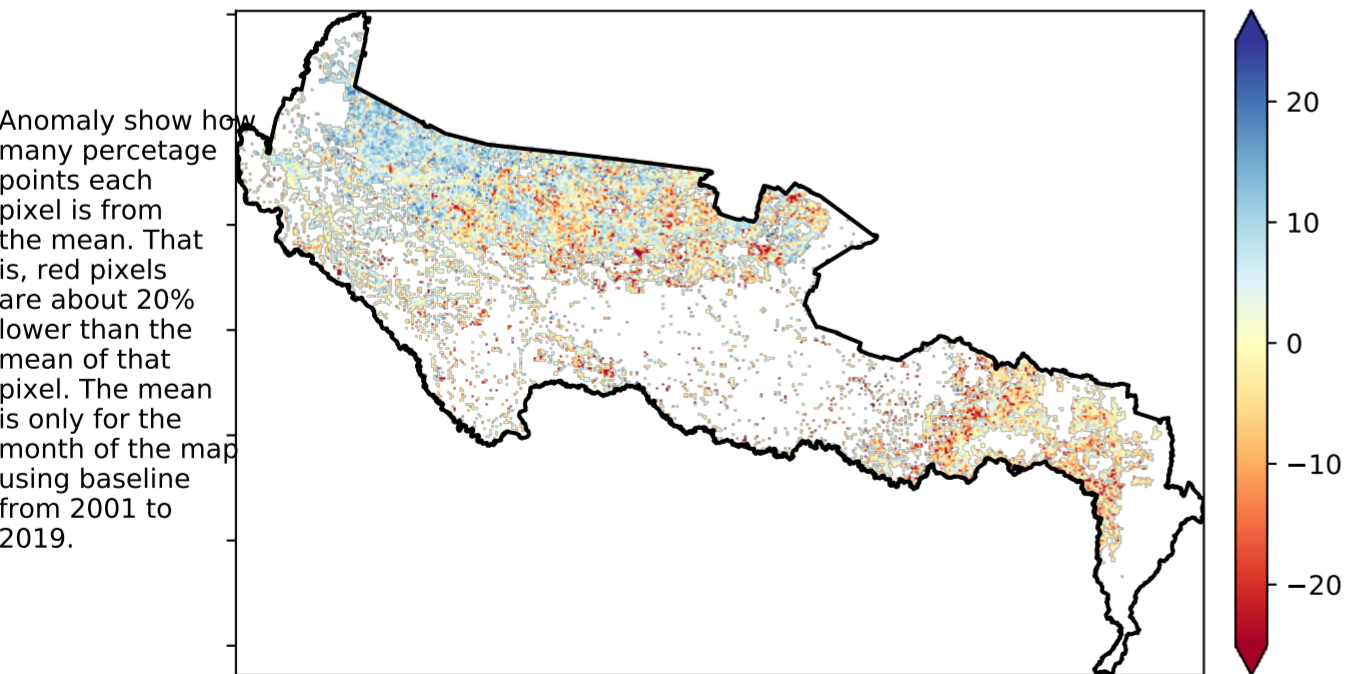 Anomaly show how
many percetage
points each
pixel is from
the mean. That
is, red pixels
are about 20%
lower than the
mean of that
pixel. The mean
is only for the
month of the map
using baseline
from 2001 to
2019.
20
10
0
−10
−20